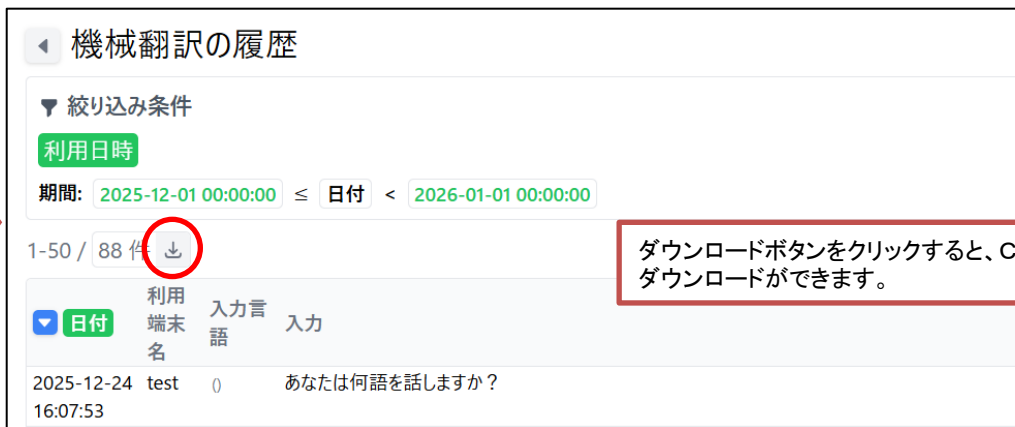 機械翻訳の履歴
絞り込み条件
利用日時
期間: 2025-12-01 00:00:00 ≤ 日付 < 2026-01-01 00:00:00
1-50 / 88 件
ダウンロードボタンをクリックすると、C
ダウンロードができます。
日付
利用
端末
名
入力言
語
入力
2025-12-24
16:07:53
test
()
あなたは何語を話しますか？